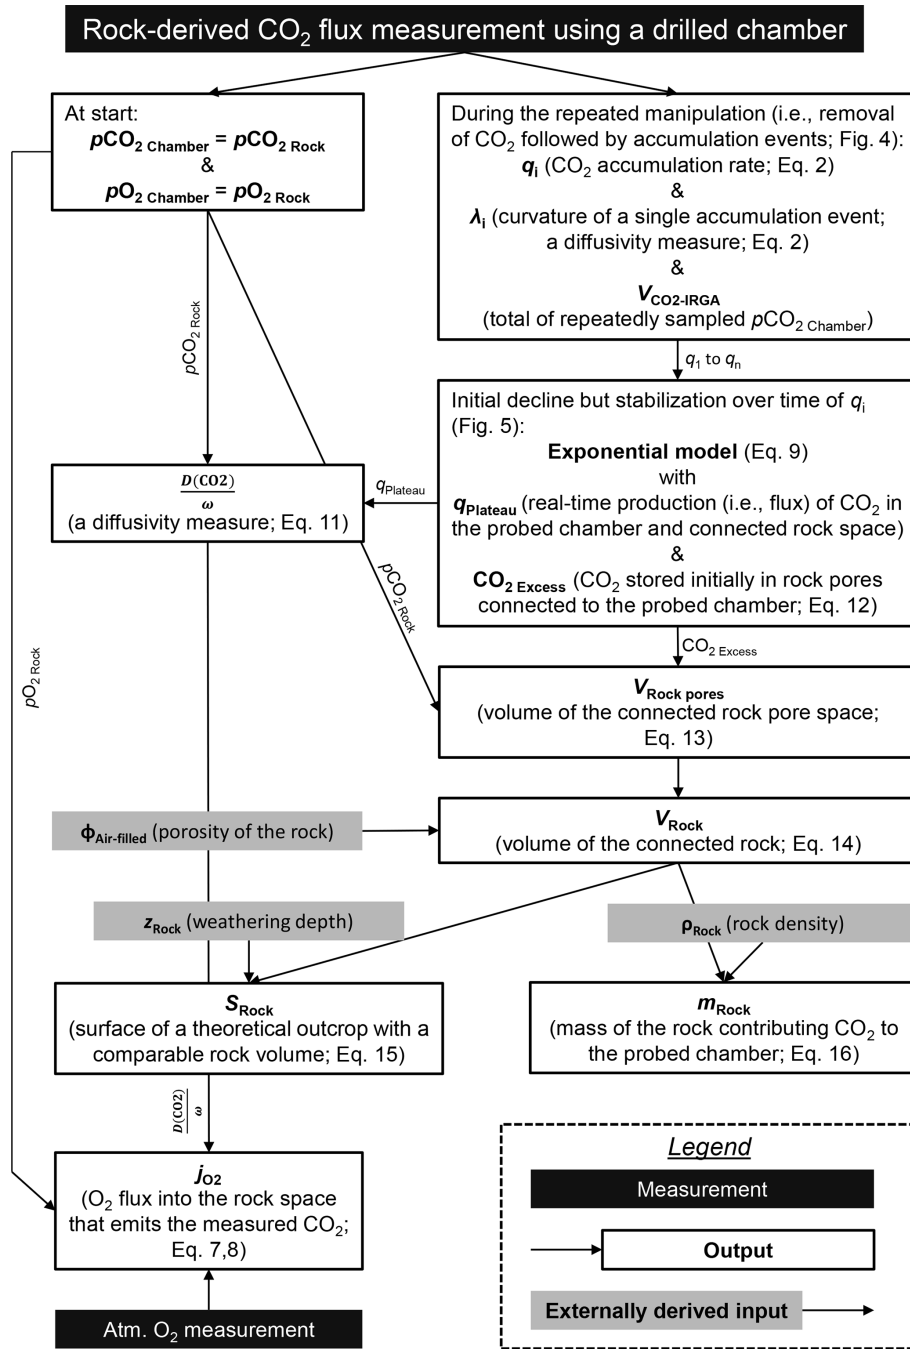 Rock-derived CO₂ flux measurement using a drilled chamber
At start:
pCO₂ Chamber = pCO₂ Rock
&
pO₂ Chamber = pO₂ Rock
During the repeated manipulation (i.e., removal
of CO₂ followed by accumulation events; Fig. 4):
qi (CO₂ accumulation rate; Eq. 2)
&
λi (curvature of a single accumulation event;
a diffusivity measure; Eq. 2)
&
VCO2-IRGA
(total of repeatedly sampled pCO₂ Chamber)
pCO₂ Rock
q₁ to qn
Initial decline but stabilization over time of qi
(Fig. 5):
Exponential model (Eq. 9)
with
qPlateau (real-time production (i.e., flux) of CO₂ in
the probed chamber and connected rock space)
&
CO₂ Excess (CO₂ stored initially in rock pores
connected to the probed chamber; Eq. 12)
qPlateau
D(CO2)
ω
(a diffusivity measure; Eq. 11)
pCO₂ Rock
CO₂ Excess
pO₂ Rock
VRock pores
(volume of the connected rock pore space;
Eq. 13)
ϕAir-filled (porosity of the rock)
VRock
(volume of the connected rock; Eq. 14)
zRock (weathering depth)
ρRock (rock density)
SRock
(surface of a theoretical outcrop with a
comparable rock volume; Eq. 15)
mRock
(mass of the rock contributing CO₂ to
the probed chamber; Eq. 16)
D(CO2)
ω
jO2
(O₂ flux into the rock space
that emits the measured CO₂;
Eq. 7,8)
Atm. O₂ measurement
Legend
Measurement
Output
Externally derived input